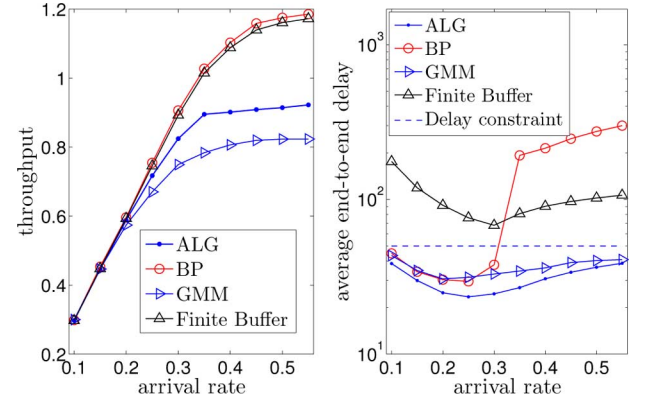 1.2
1
0.8
0.6
0.4
0.2
throughput
0.1
0.2
0.3
0.4
0.5
arrival rate
ALG
BP
GMM
Finite Buffer
10³
10²
10¹
average end-to-end delay
0.1
0.2
0.3
0.4
0.5
arrival rate
ALG
BP
GMM
Finite Buffer
Delay constraint